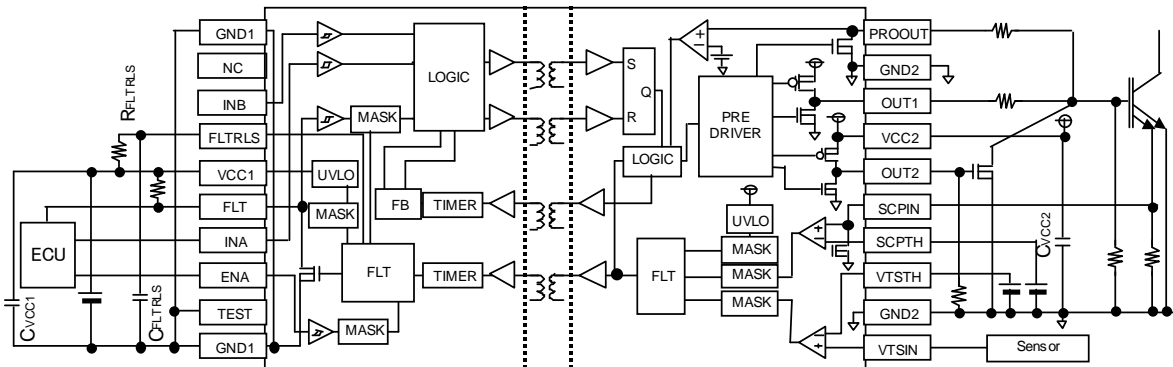 GND1
NC
INB
FLTRLS
VCC1
FLT
INA
ENA
TEST
GND1
RFLTRLS
ECU
CVCC1
CFLTRLS
LOGIC
MASK
UVLO
MASK
FB
TIMER
FLT
TIMER
MASK
S
Q
R
PRE
DRIVER
LOGIC
UVLO
MASK
FLT
MASK
MASK
PROOUT
GND2
OUT1
VCC2
OUT2
SCPIN
SCPTH
VTSTH
GND2
VTSIN
CVCC2
Sensor